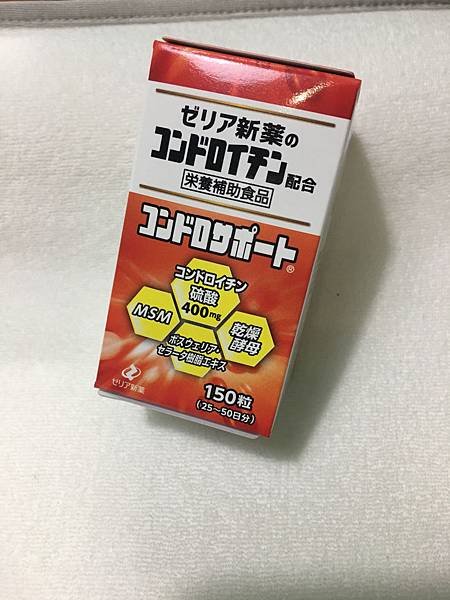 ゼリア新薬の
コンドロイチン配合
栄養補助食品
コンドロサポート®
コンドロイチン
硫酸
400mg
MSM
乾燥
酵母
ボスウェリア・
セラータ樹脂エキス
150粒
(25〜50日分)
ゼリア新薬